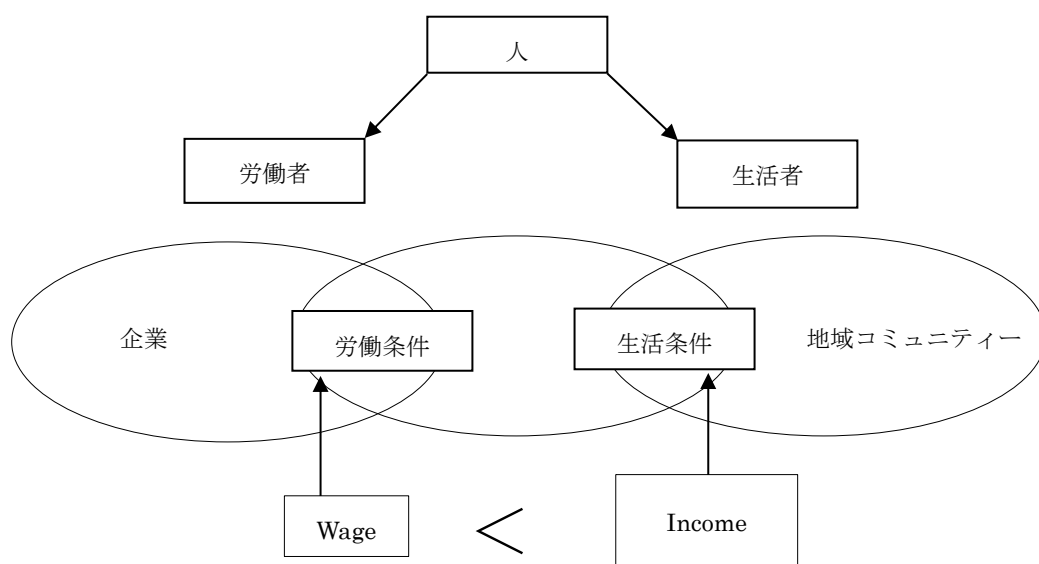 人
労働者
生活者
企業
労働条件
生活条件
地域コミュニティー
Wage
<
Income